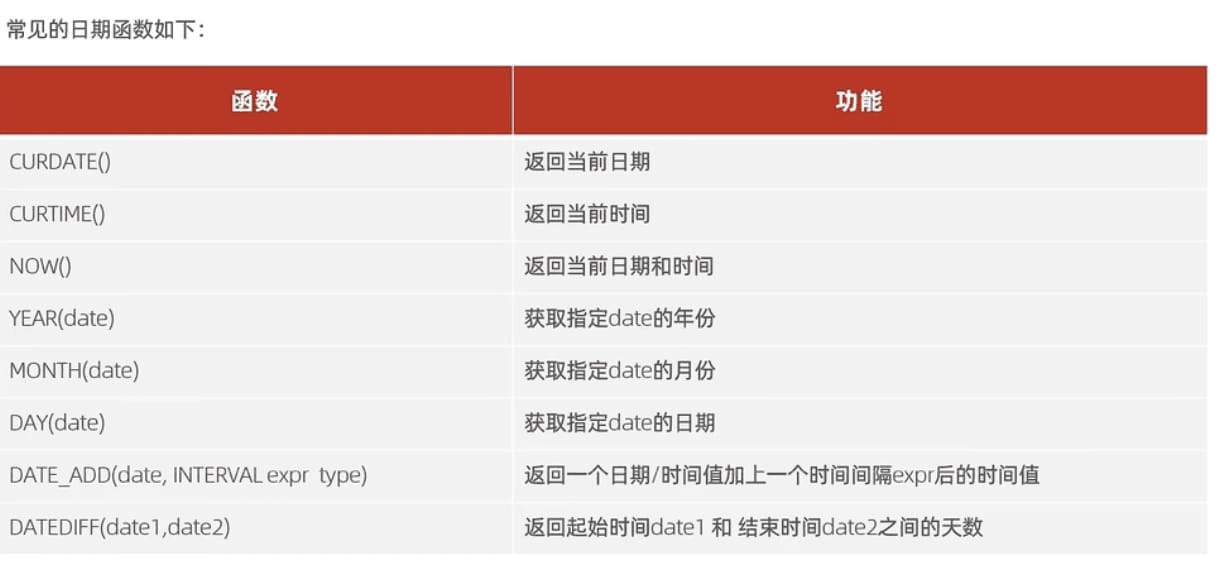 常见的日期函数如下：
函数 功能
CURDATE() 返回当前日期
CURTIME() 返回当前时间
NOW() 返回当前日期和时间
YEAR(date) 获取指定date的年份
MONTH(date) 获取指定date的月份
DAY(date) 获取指定date的日期
DATE_ADD(date, INTERVAL expr type) 返回一个日期/时间值加上一个时间间隔expr后的时间值
DATEDIFF(date1,date2) 返回起始时间date1 和 结束时间date2之间的天数